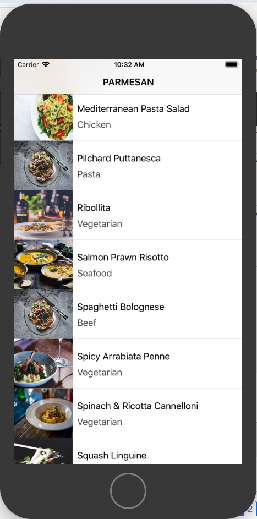 Carrier 10:32 AM
PARMESAN
Mediterranean Pasta Salad
Chicken
Pilchard Puttanesca
Pasta
Ribollita
Vegetarian
Salmon Prawn Risotto
Seafood
Spaghetti Bolognese
Beef
Spicy Arrabiata Penne
Vegetarian
Spinach & Ricotta Cannelloni
Vegetarian
Squash Linguine